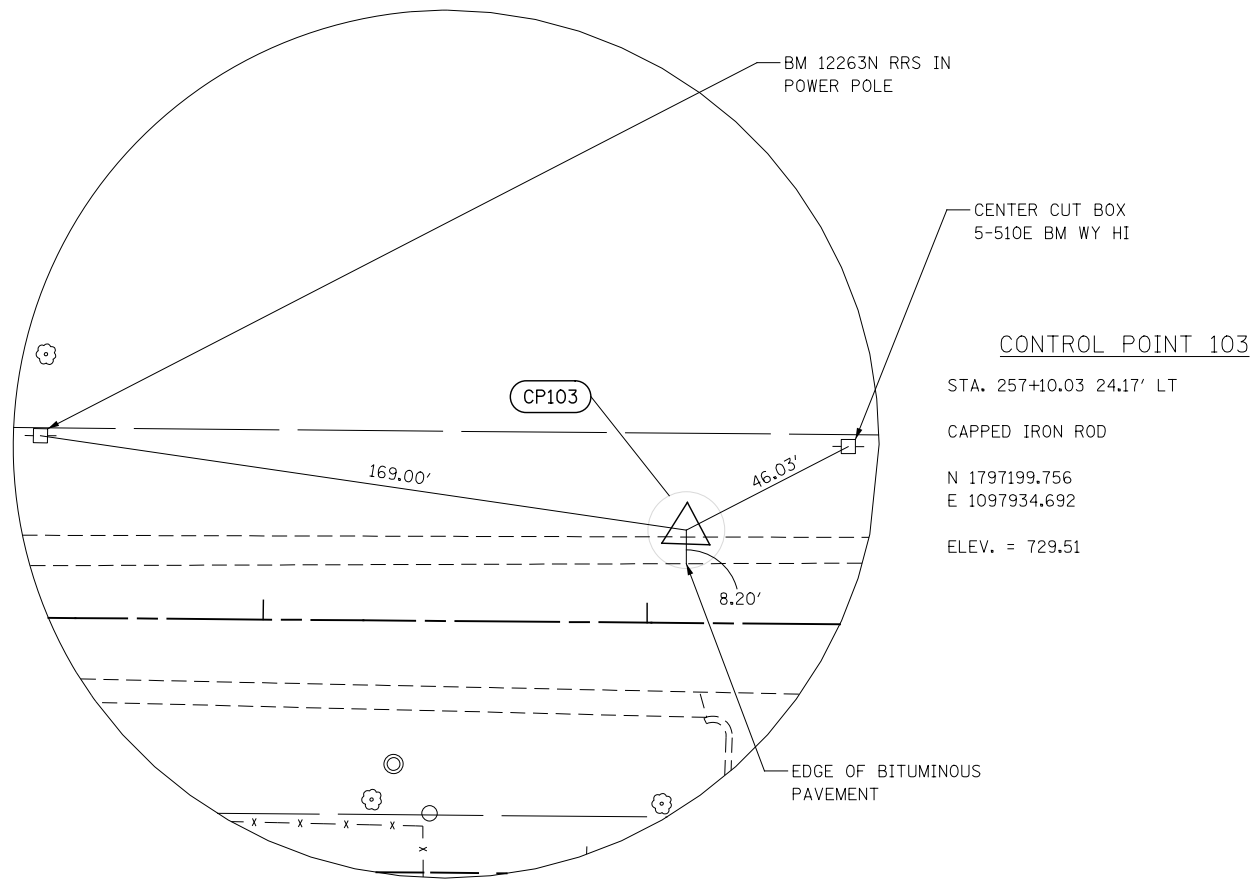 BM 12263N RRS IN
POWER POLE
CENTER CUT BOX
5-510E BM WY HI
CONTROL POINT 103
STA. 257+10.03 24.17' LT
CAPPED IRON ROD
N 1797199.756
E 1097934.692
ELEV. = 729.51
CP103
169.00'
46.03'
8.20'
EDGE OF BITUMINOUS
PAVEMENT
x x x x
x